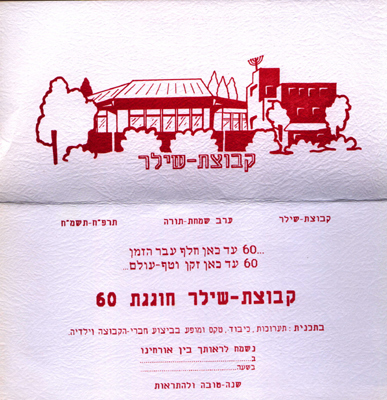 קבוצת-שילר
קבוצת-שילר ערב שמחת-תורה תרפ"ח-תשמ"ח
...60 עד כאן חלף עבר הזמן
60 עד כאן זקן וטף-עולם...
קבוצת-שילר חוגגת 60
בתכנית: תערוכות, כיבוד, טקס ומופע בביצוע חברי-הקבוצה וילדיה.
נשמח לראותך בין אורחינו
ב.............................
בשעה.....................
שנה-טובה ולהתראות